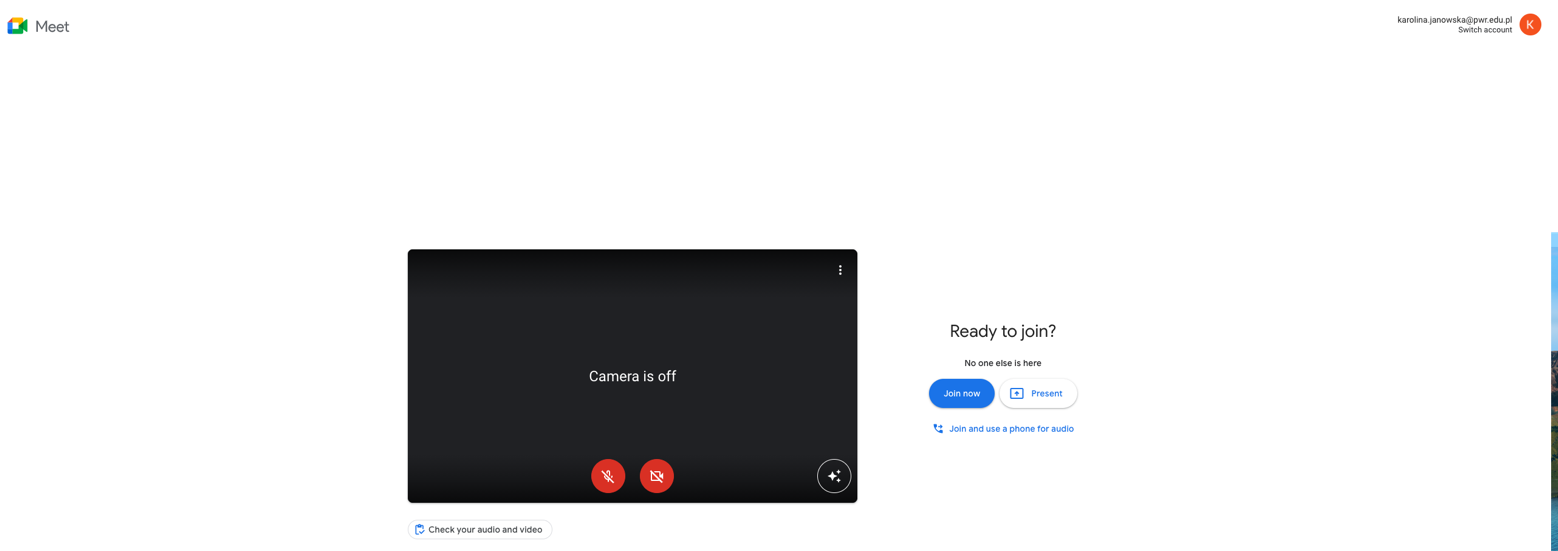 Meet
karolina.janowska@pwr.edu.pl
Switch account
K
Camera is off
Ready to join?
No one else is here
Join now
Present
Join and use a phone for audio
Check your audio and video